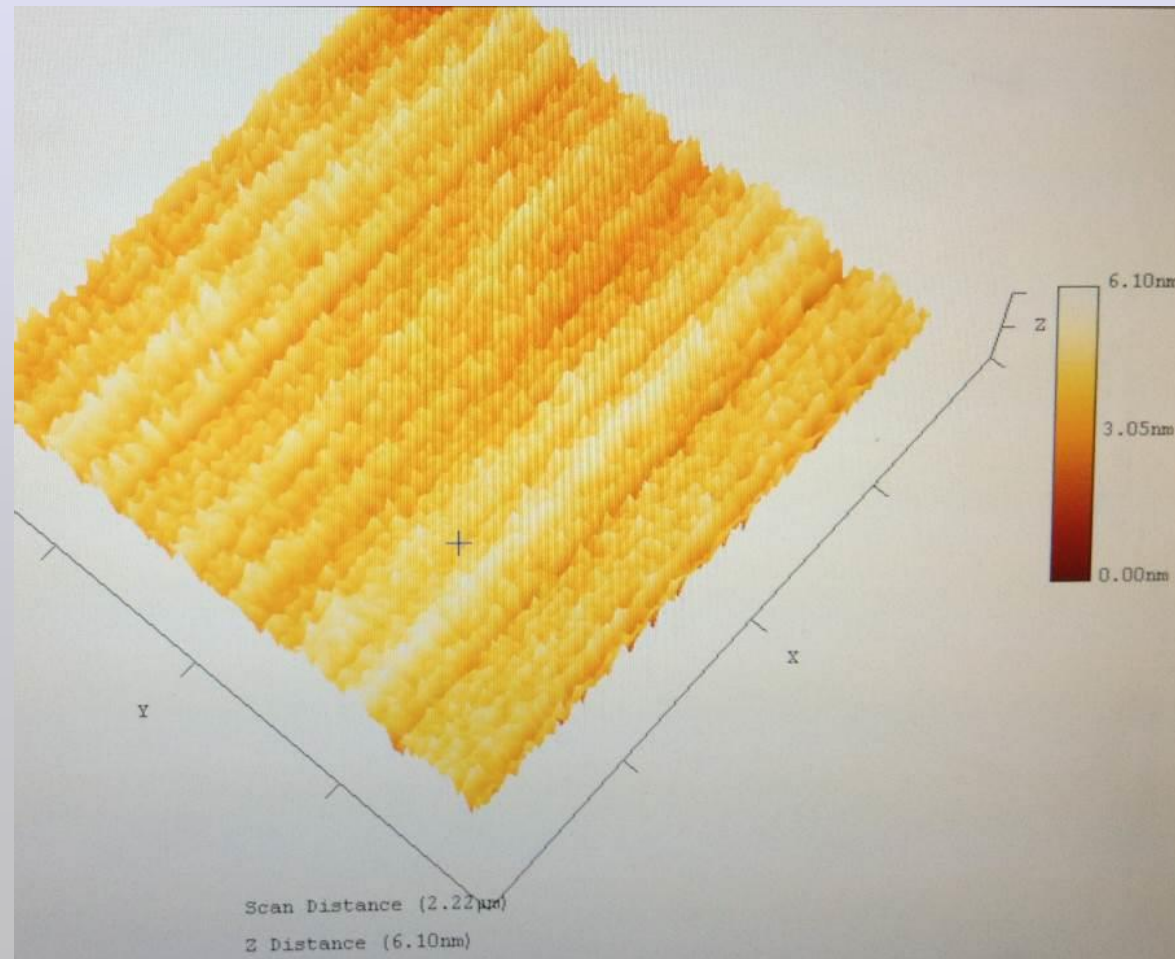 6.10nm
Z
3.05nm
0.00nm
X
Y
Scan Distance (2.22µm)
Z Distance (6.10nm)